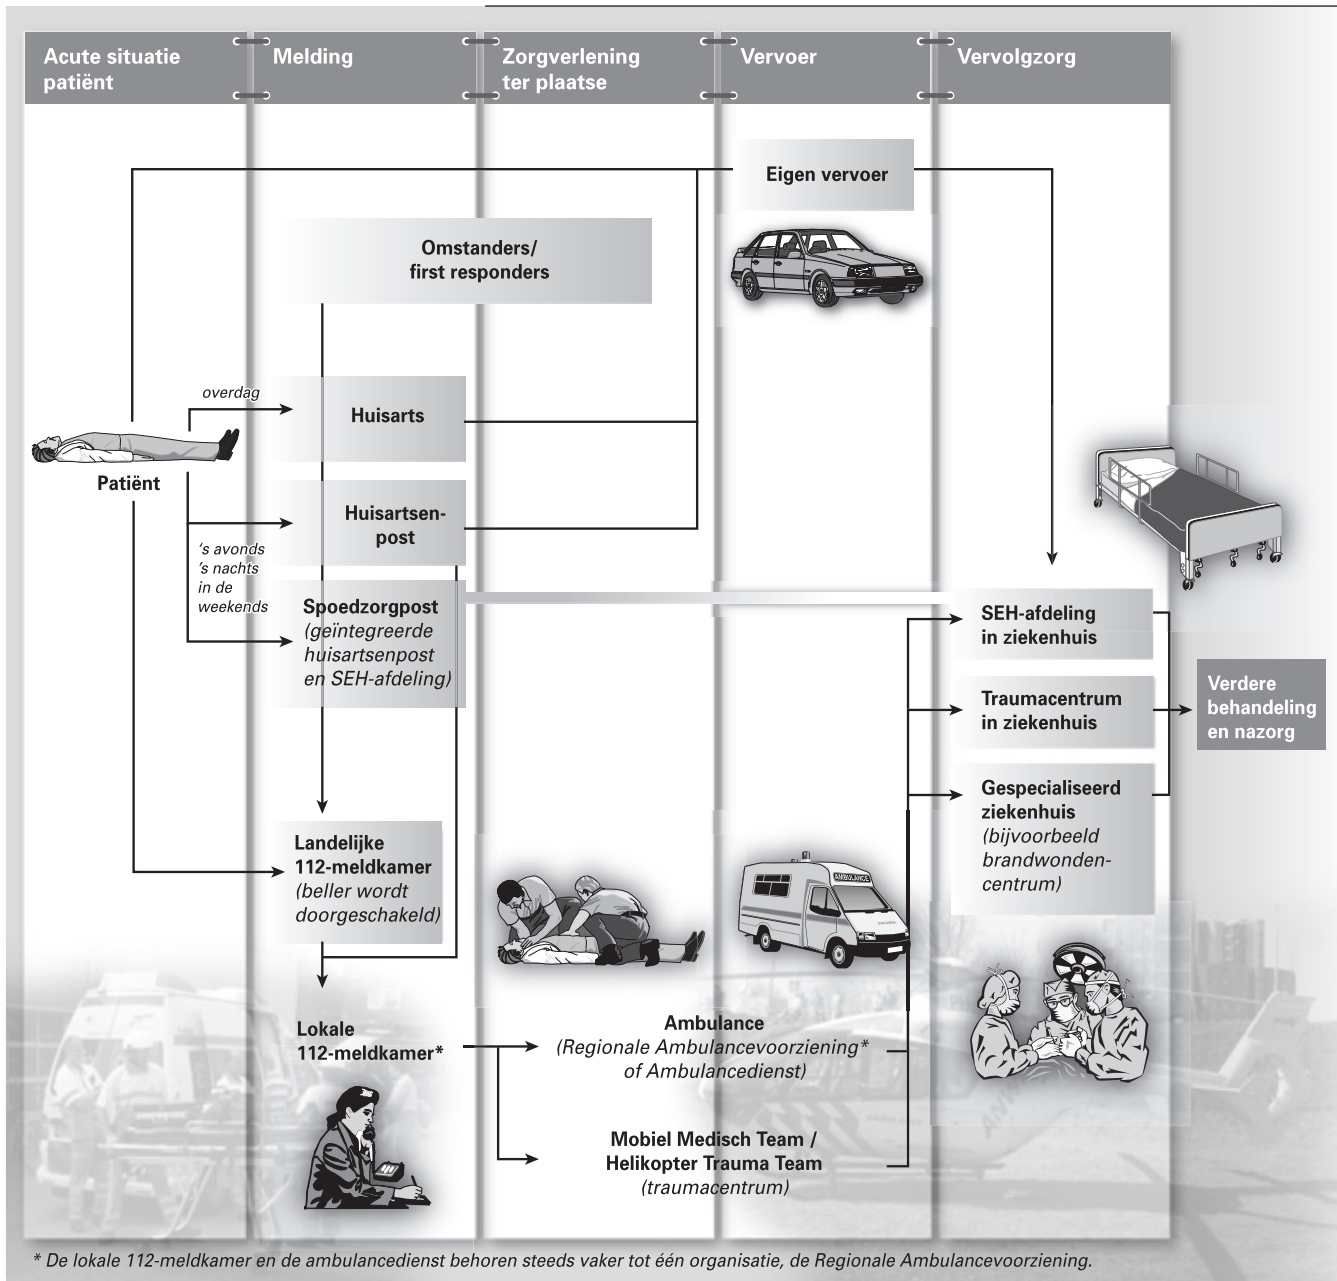 Acute situatie
patiënt
Melding
Zorgverlening
ter plaatse
Vervoer
Vervolgzorg
Eigen vervoer
Omstanders/
first responders
overdag
Huisarts
Patiënt
Huisartsen-
post
‘s avonds
’s nachts
in de
weekends
Spoedzorgpost
(geïntegreerde
huisartsenpost
en SEH-afdeling)
SEH-afdeling
in ziekenhuis
Traumacentrum
in ziekenhuis
Verdere
behandeling
en nazorg
Gespecialiseerd
ziekenhuis
(bijvoorbeeld
brandwonden-
centrum)
Landelijke
112-meldkamer
(beller wordt
doorgeschakeld)
AMBULANCE
Lokale
112-meldkamer*
Ambulance
(Regionale Ambulancevoorziening*
of Ambulancedienst)
Mobiel Medisch Team /
Helikopter Trauma Team
(traumacentrum)
* De lokale 112-meldkamer en de ambulancedienst behoren steeds vaker tot één organisatie, de Regionale Ambulancevoorziening.